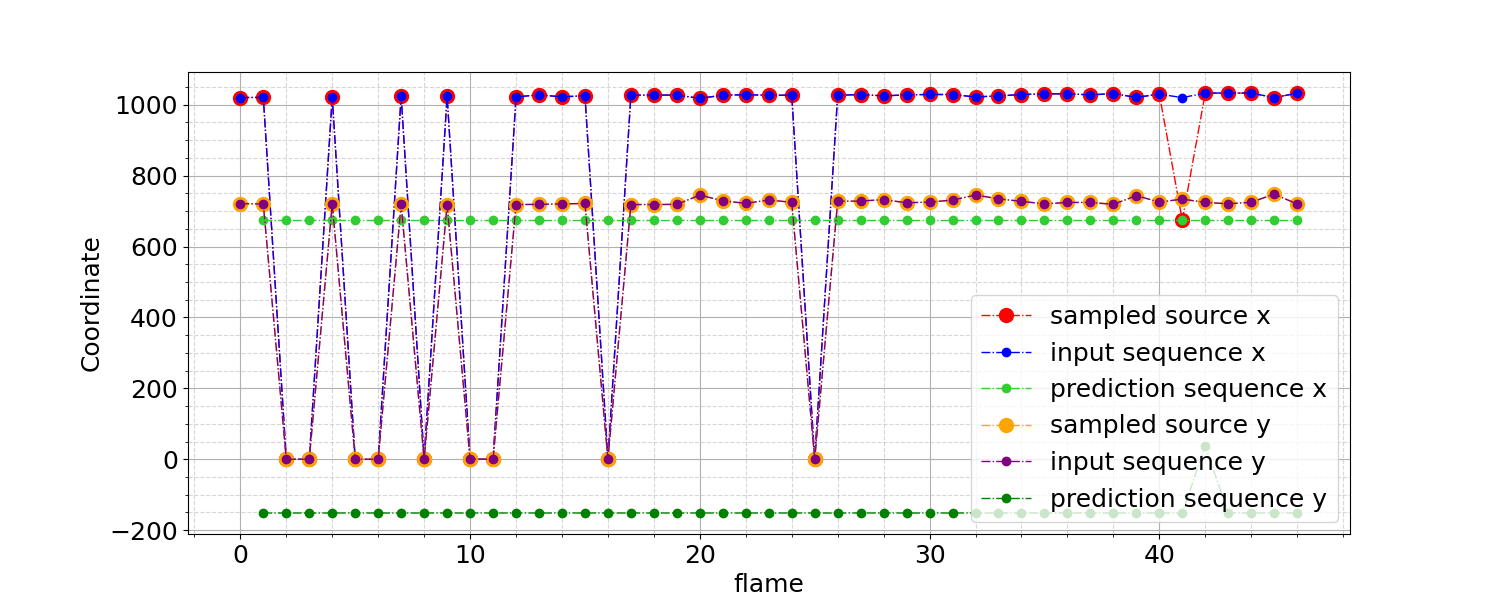 1000
800
600
400
200
0
−200
Coordinate
sampled source x
input sequence x
prediction sequence x
sampled source y
input sequence y
prediction sequence y
0 10 20 30 40
flame